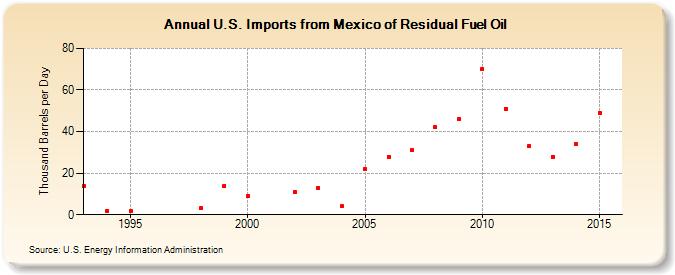 Annual U.S. Imports from Mexico of Residual Fuel Oil
Thousand Barrels per Day
80
60
40
20
0
1995 2000 2005 2010 2015
Source: U.S. Energy Information Administration